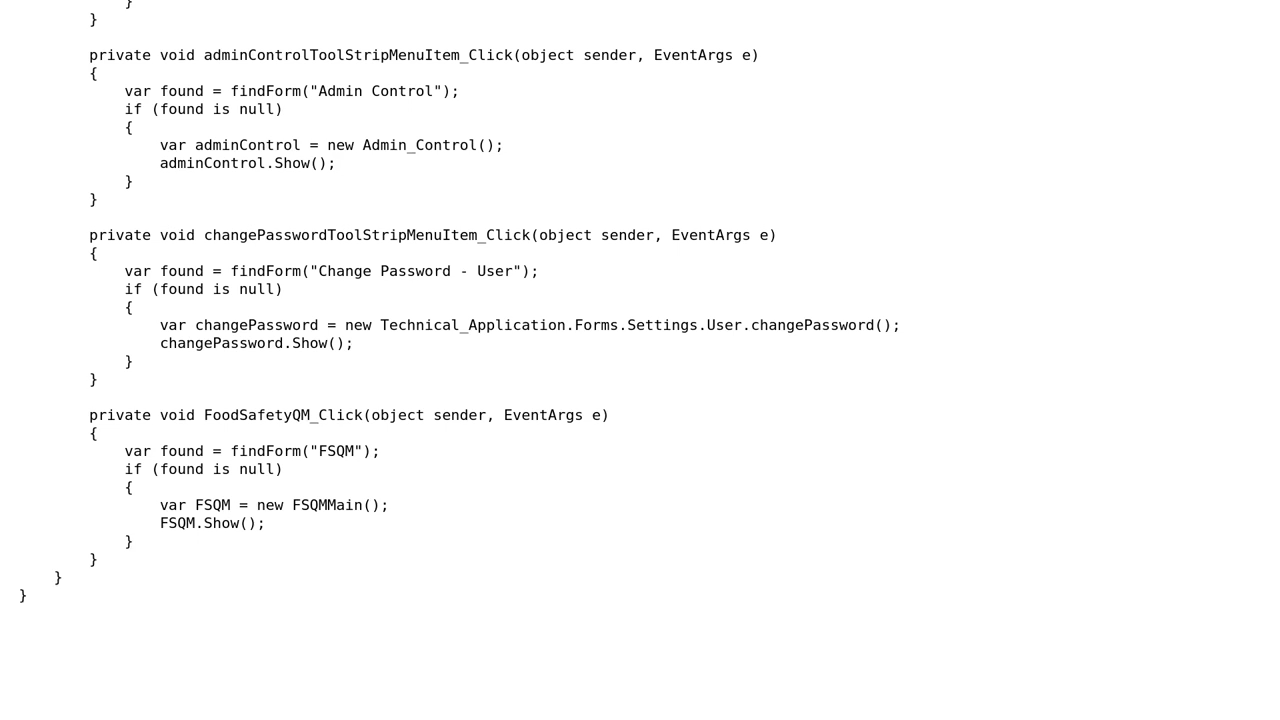 }
}
private void adminControlToolStripMenuItem_Click(object sender, EventArgs e)
{
var found = findForm("Admin Control");
if (found is null)
{
var adminControl = new Admin_Control();
adminControl.Show();
}
}
private void changePasswordToolStripMenuItem_Click(object sender, EventArgs e)
{
var found = findForm("Change Password - User");
if (found is null)
{
var changePassword = new Technical_Application.Forms.Settings.User.changePassword();
changePassword.Show();
}
}
private void FoodSafetyQM_Click(object sender, EventArgs e)
{
var found = findForm("FSQM");
if (found is null)
{
var FSQM = new FSQMMain();
FSQM.Show();
}
}
}
}